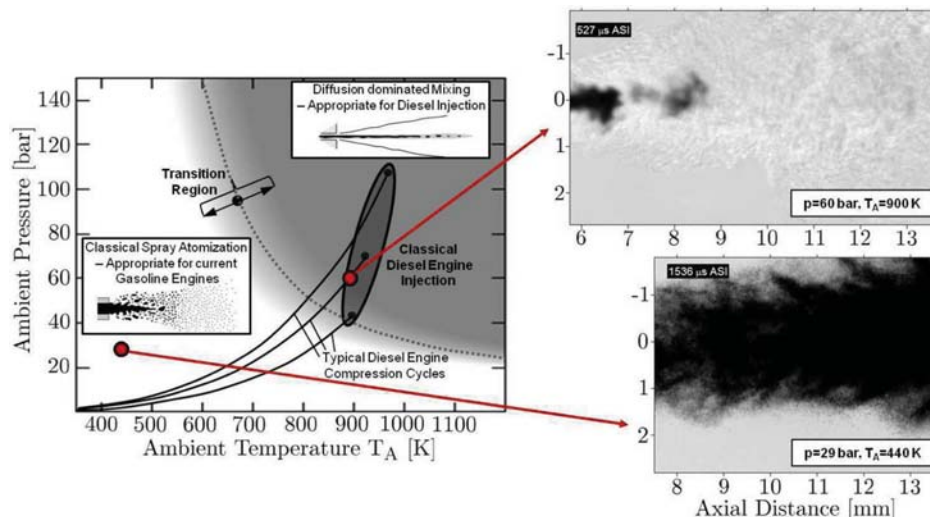 140
120
100
80
60
40
20
400 500 600 700 800 900 1000 1100
Ambient Pressure [bar]
Ambient Temperature T_A [K]
Diffusion dominated Mixing
– Appropriate for Diesel Injection
Transition
Region
Classical Spray Atomization
– Appropriate for current
Gasoline Engines
Classical
Diesel Engine
Injection
Typical Diesel Engine
Compression Cycles
527 µs ASI
-1
0
1
2
p=60 bar, T_A=900 K
6 7 8 9 10 11 12 13
1536 µs ASI
-1
0
1
2
p=29 bar, T_A=440 K
8 9 10 11 12 13
Axial Distance [mm]